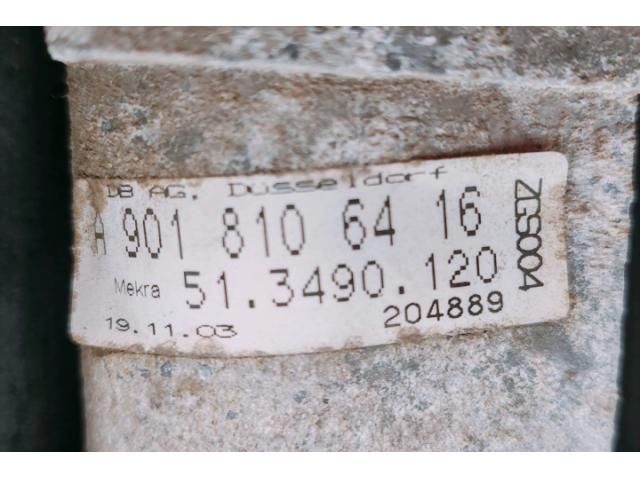 DB AG, Düsseldorf
A 901 810 64 16
ZGS004
Mekra 51.3490.120
19.11.03 204889